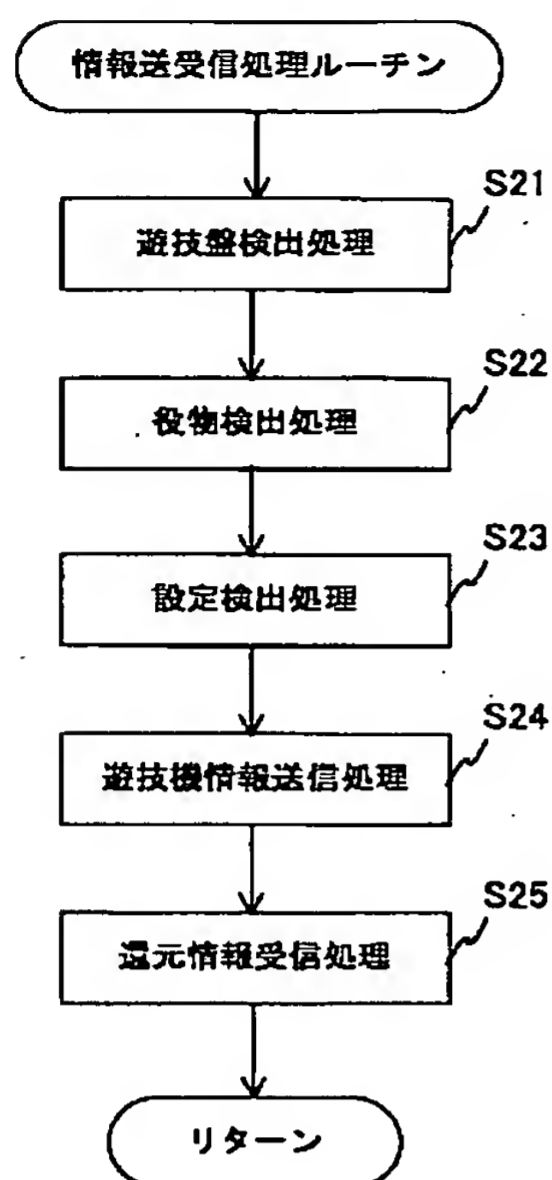 情報送受信処理ルーチン
S21
遊技盤検出処理
S22
役物検出処理
S23
設定検出処理
S24
遊技機情報送信処理
S25
還元情報受信処理
リターン